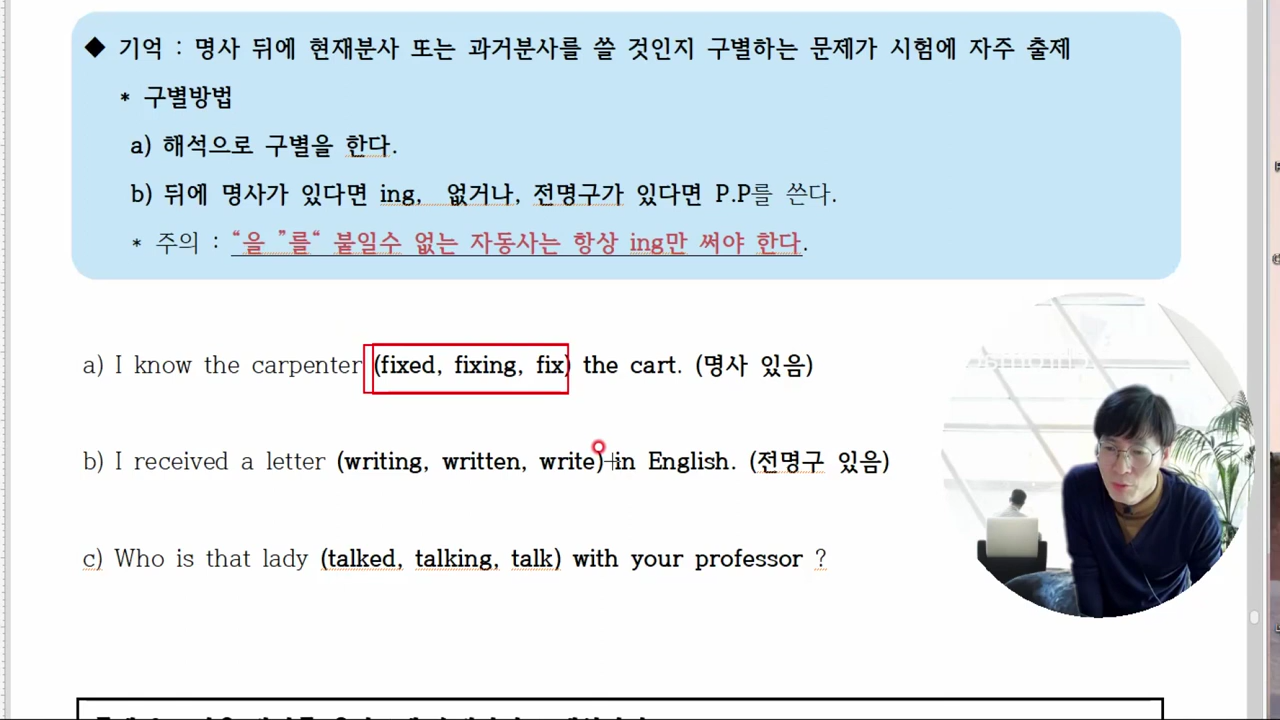 ◆ 기억 : 명사 뒤에 현재분사 또는 과거분사를 쓸 것인지 구별하는 문제가 시험에 자주 출제
* 구별방법
a) 해석으로 구별을 한다.
b) 뒤에 명사가 있다면 ing, 없거나, 전명구가 있다면 P.P를 쓴다.
* 주의 : “을 ”를“ 붙일수 없는 자동사는 항상 ing만 써야 한다.
a) I know the carpenter (fixed, fixing, fix) the cart. (명사 있음)
b) I received a letter (writing, written, write) in English. (전명구 있음)
c) Who is that lady (talked, talking, talk) with your professor ?